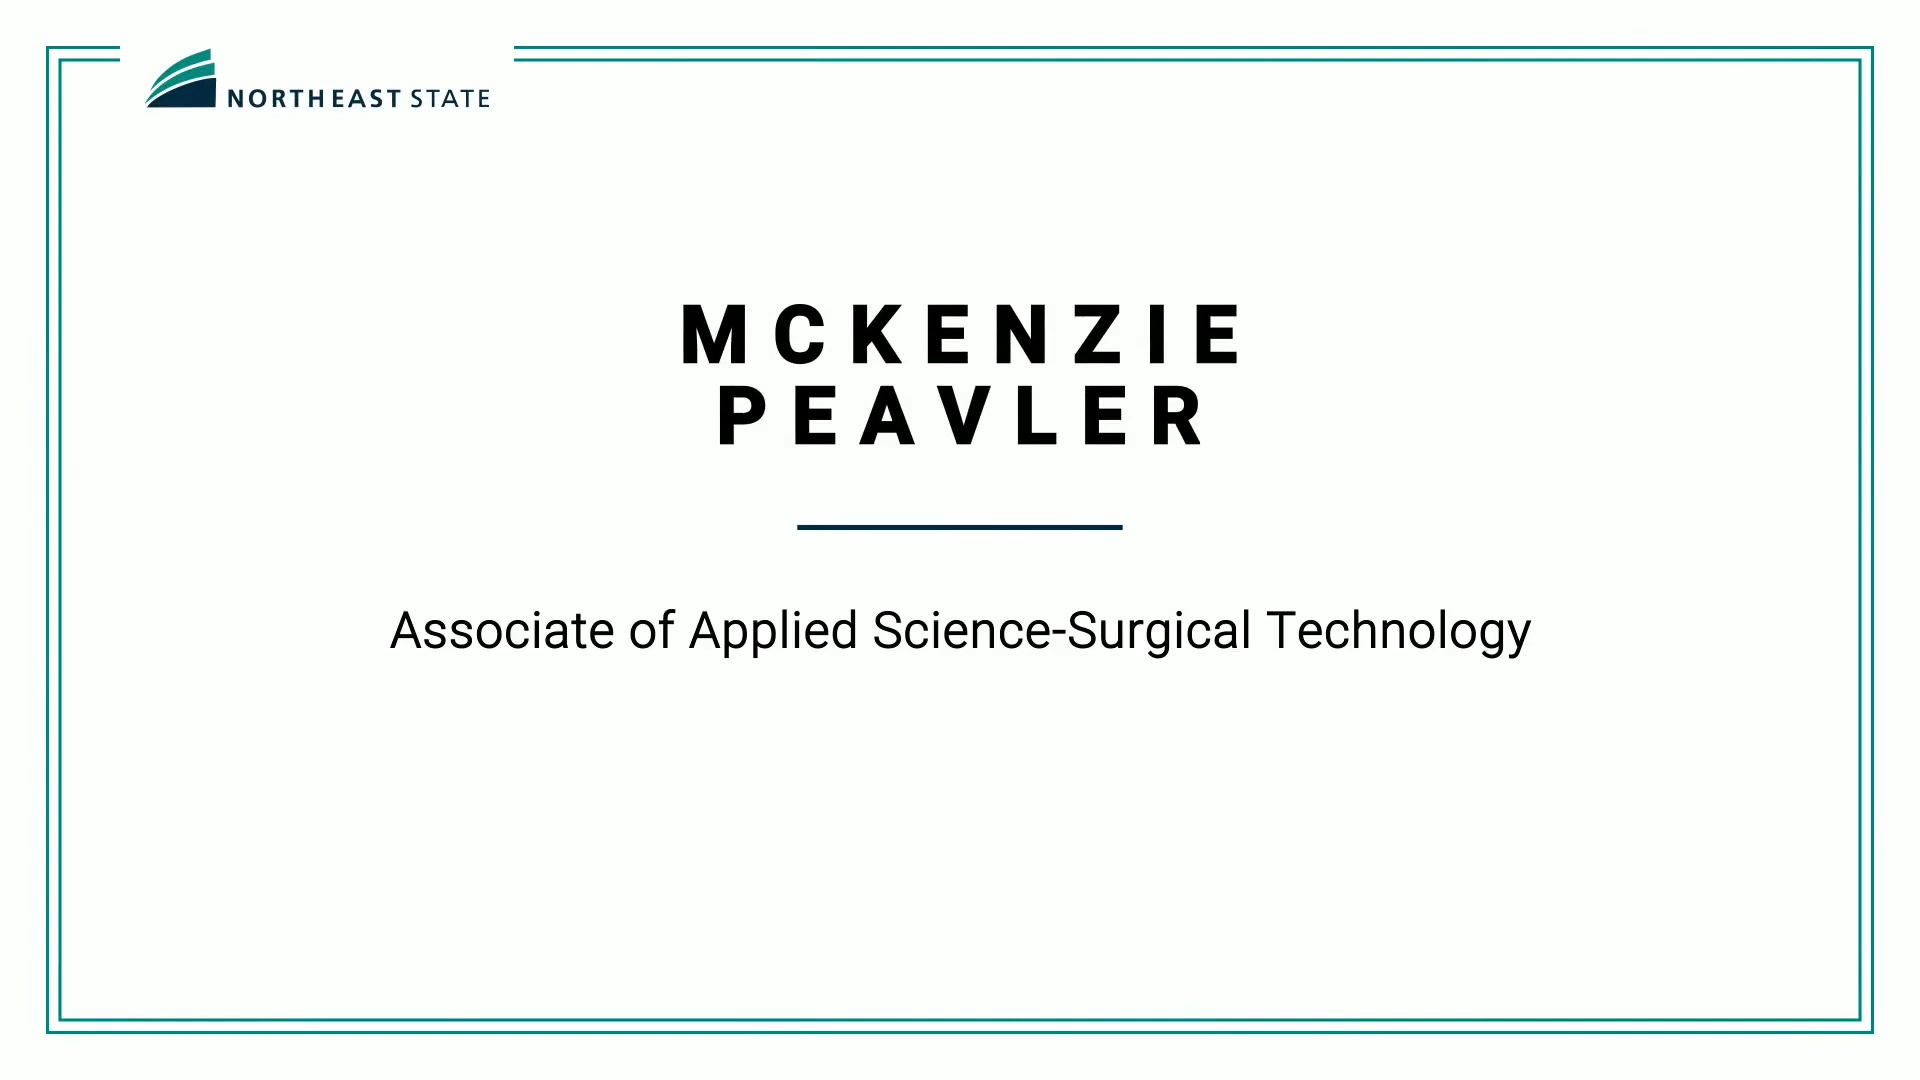 NORTHEAST STATE
MCKENZIE
PEAVLER
Associate of Applied Science-Surgical Technology